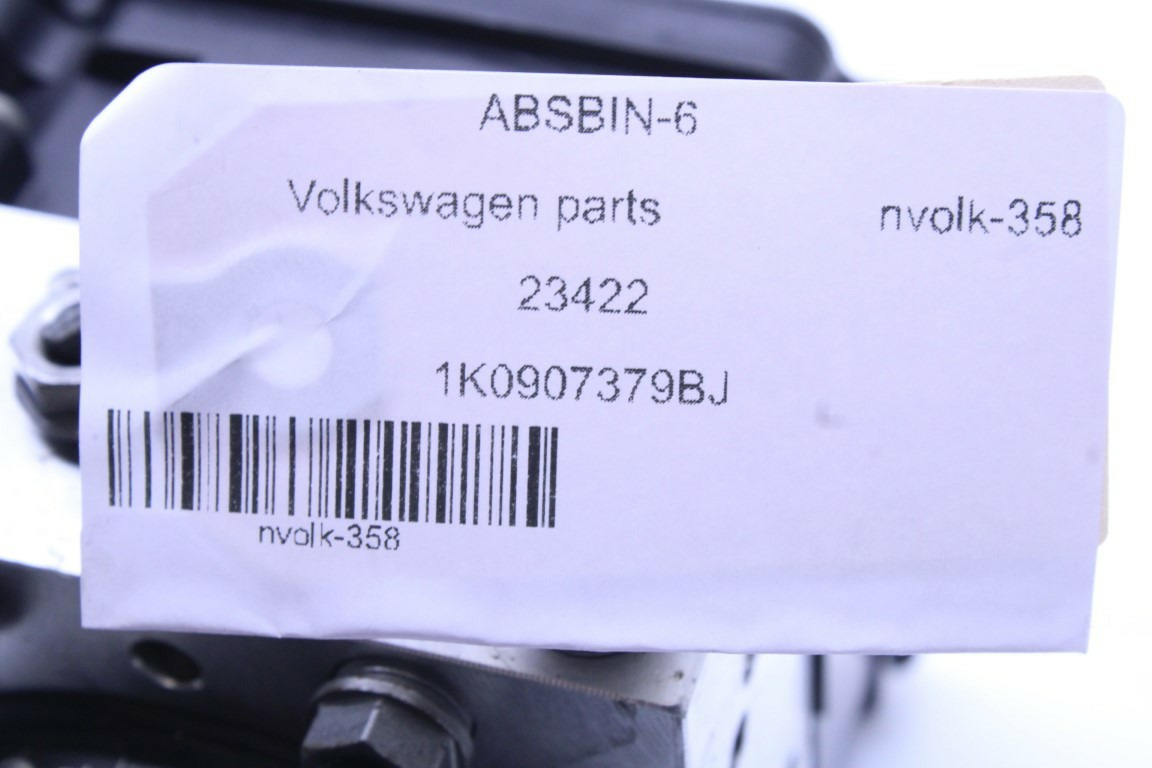 ABSBIN-6
Volkswagen parts nvolk-358
23422
1K0907379BJ
nvolk-358